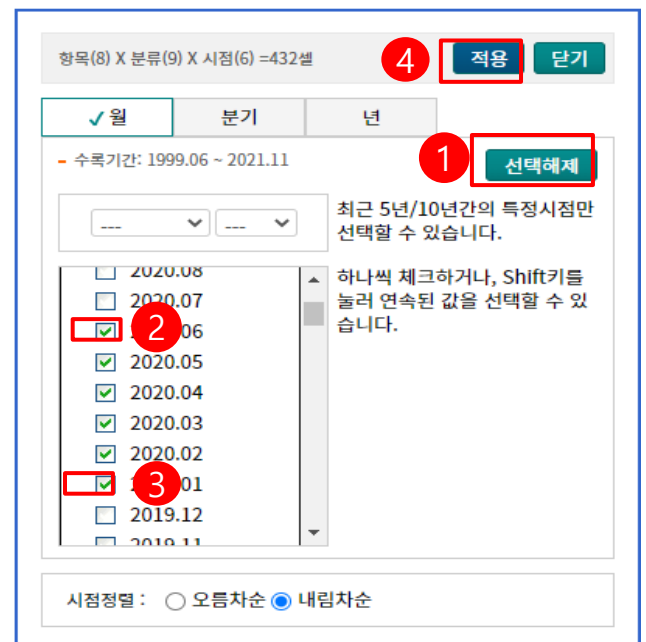 항목(8) X 분류(9) X 시점(6) =432셀
4
적용
닫기
월
분기
년
수록기간: 1999.06 ~ 2021.11
1
선택해제
---
---
최근 5년/10년간의 특정시점만
선택할 수 있습니다.
하나씩 체크하거나, Shift키를
눌러 연속된 값을 선택할 수 있
습니다.
2020.08
2020.07
2
06
2020.05
2020.04
2020.03
2020.02
3
01
2019.12
2019.11
시점정렬 : 오름차순 내림차순